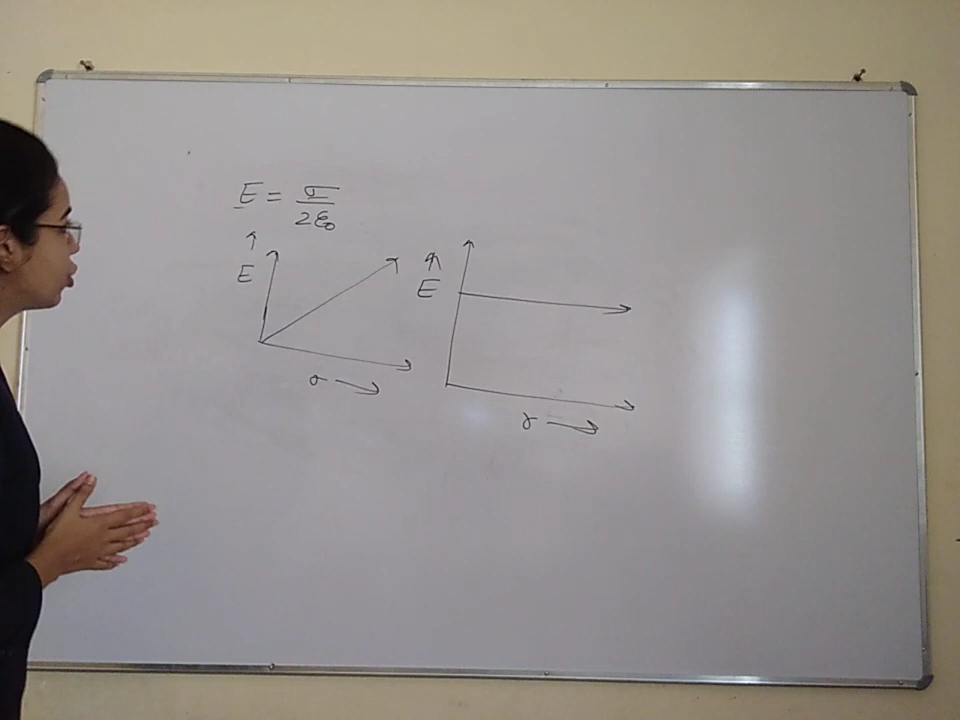 E = σ/2ε₀
↑
E
σ →
↑
E
r →